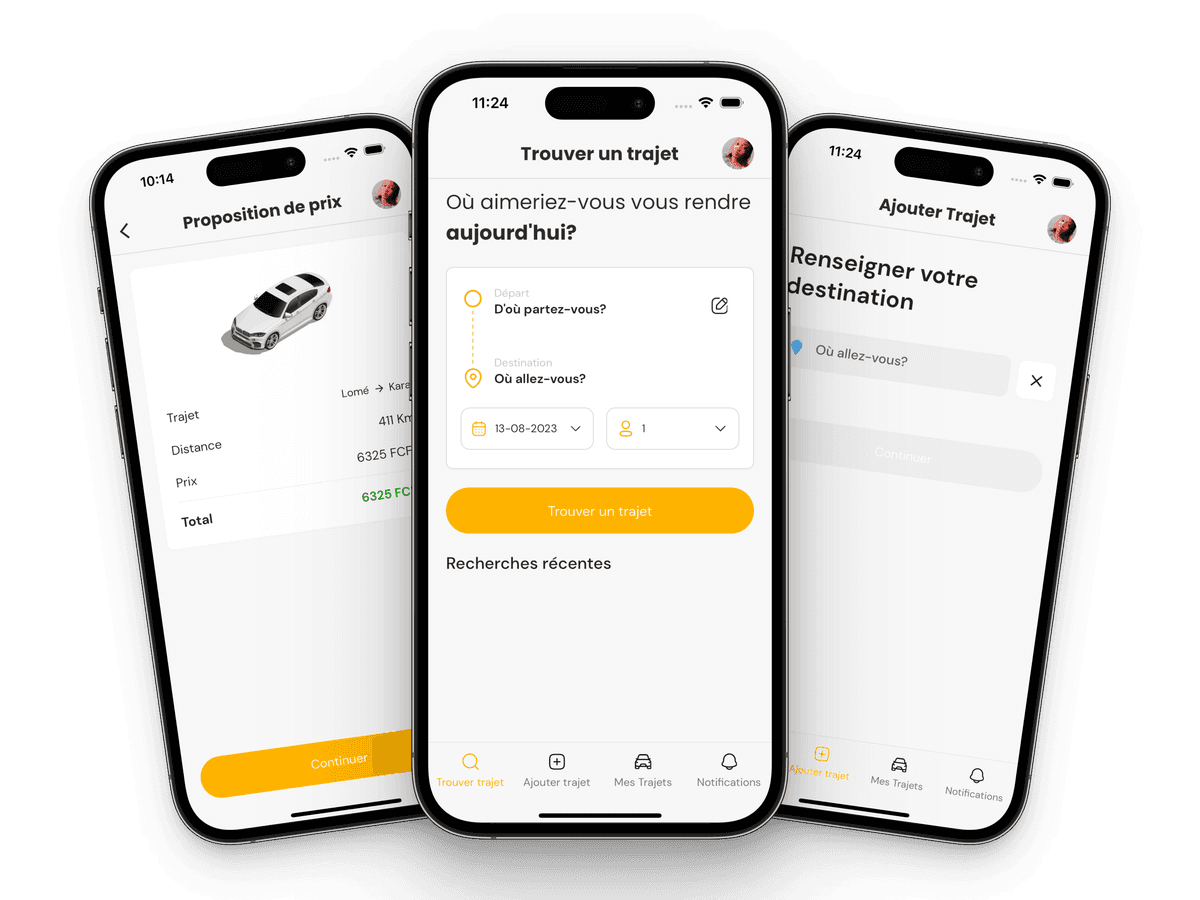 10:14
Proposition de prix
Lomé → Kara
Trajet
411 Km
Distance
6325 FCF
Prix
6325 FC
Total
Continuer
11:24
Trouver un trajet
Où aimeriez-vous vous rendre
aujourd'hui?
Départ
D'où partez-vous?
Destination
Où allez-vous?
13-08-2023
1
Trouver un trajet
Recherches récentes
Trouver trajet
Ajouter trajet
Mes Trajets
Notifications
11:24
Ajouter Trajet
Renseigner votre
destination
Où allez-vous?
Continuer
Ajouter trajet
Mes Trajets
Notifications